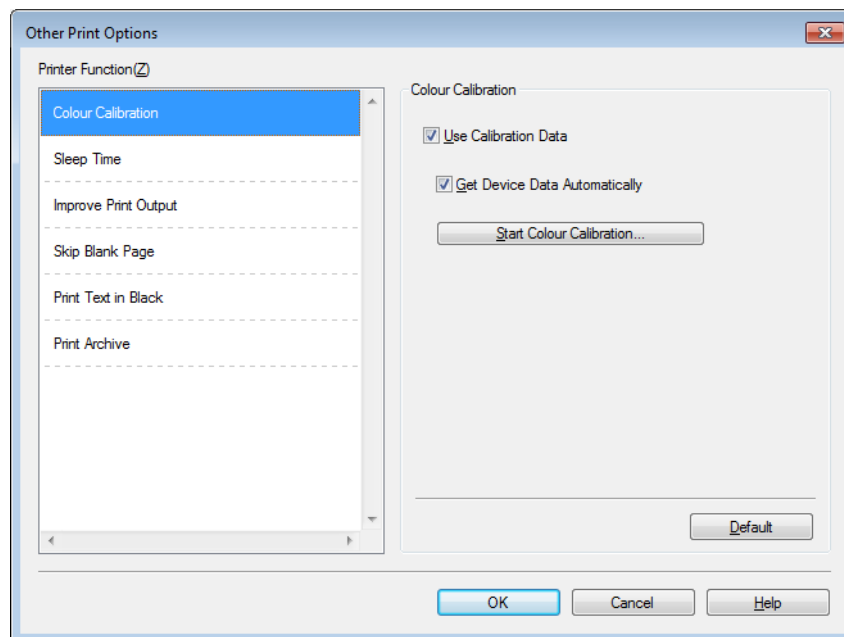 Other Print Options
Printer Function(Z)
Colour Calibration
Sleep Time
Improve Print Output
Skip Blank Page
Print Text in Black
Print Archive
Colour Calibration
Use Calibration Data
Get Device Data Automatically
Start Colour Calibration...
Default
OK Cancel Help